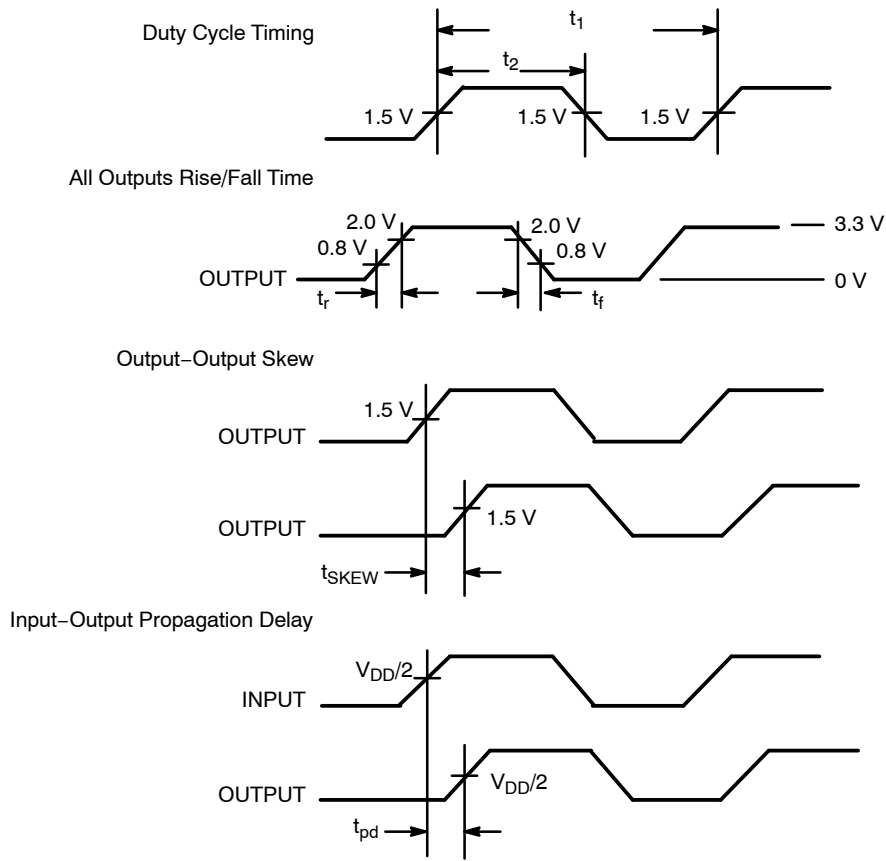 Duty Cycle Timing
t1
t2
1.5 V
1.5 V
1.5 V
All Outputs Rise/Fall Time
2.0 V
2.0 V
3.3 V
0.8 V
0.8 V
OUTPUT
0 V
tr
tf
Output−Output Skew
1.5 V
OUTPUT
OUTPUT
1.5 V
tSKEW
Input−Output Propagation Delay
VDD/2
INPUT
OUTPUT
VDD/2
tpd